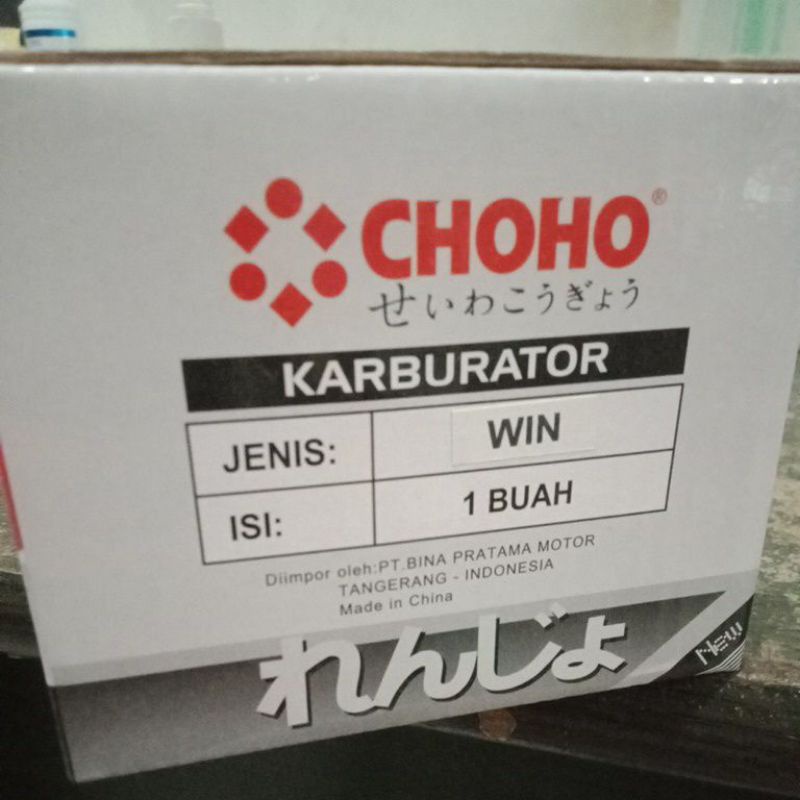 CHOHO®
せいわこうぎょう
KARBURATOR
JENIS: WIN
ISI: 1 BUAH
Diimpor oleh:PT.BINA PRATAMA MOTOR
TANGERANG - INDONESIA
Made in China
れんじょ
New